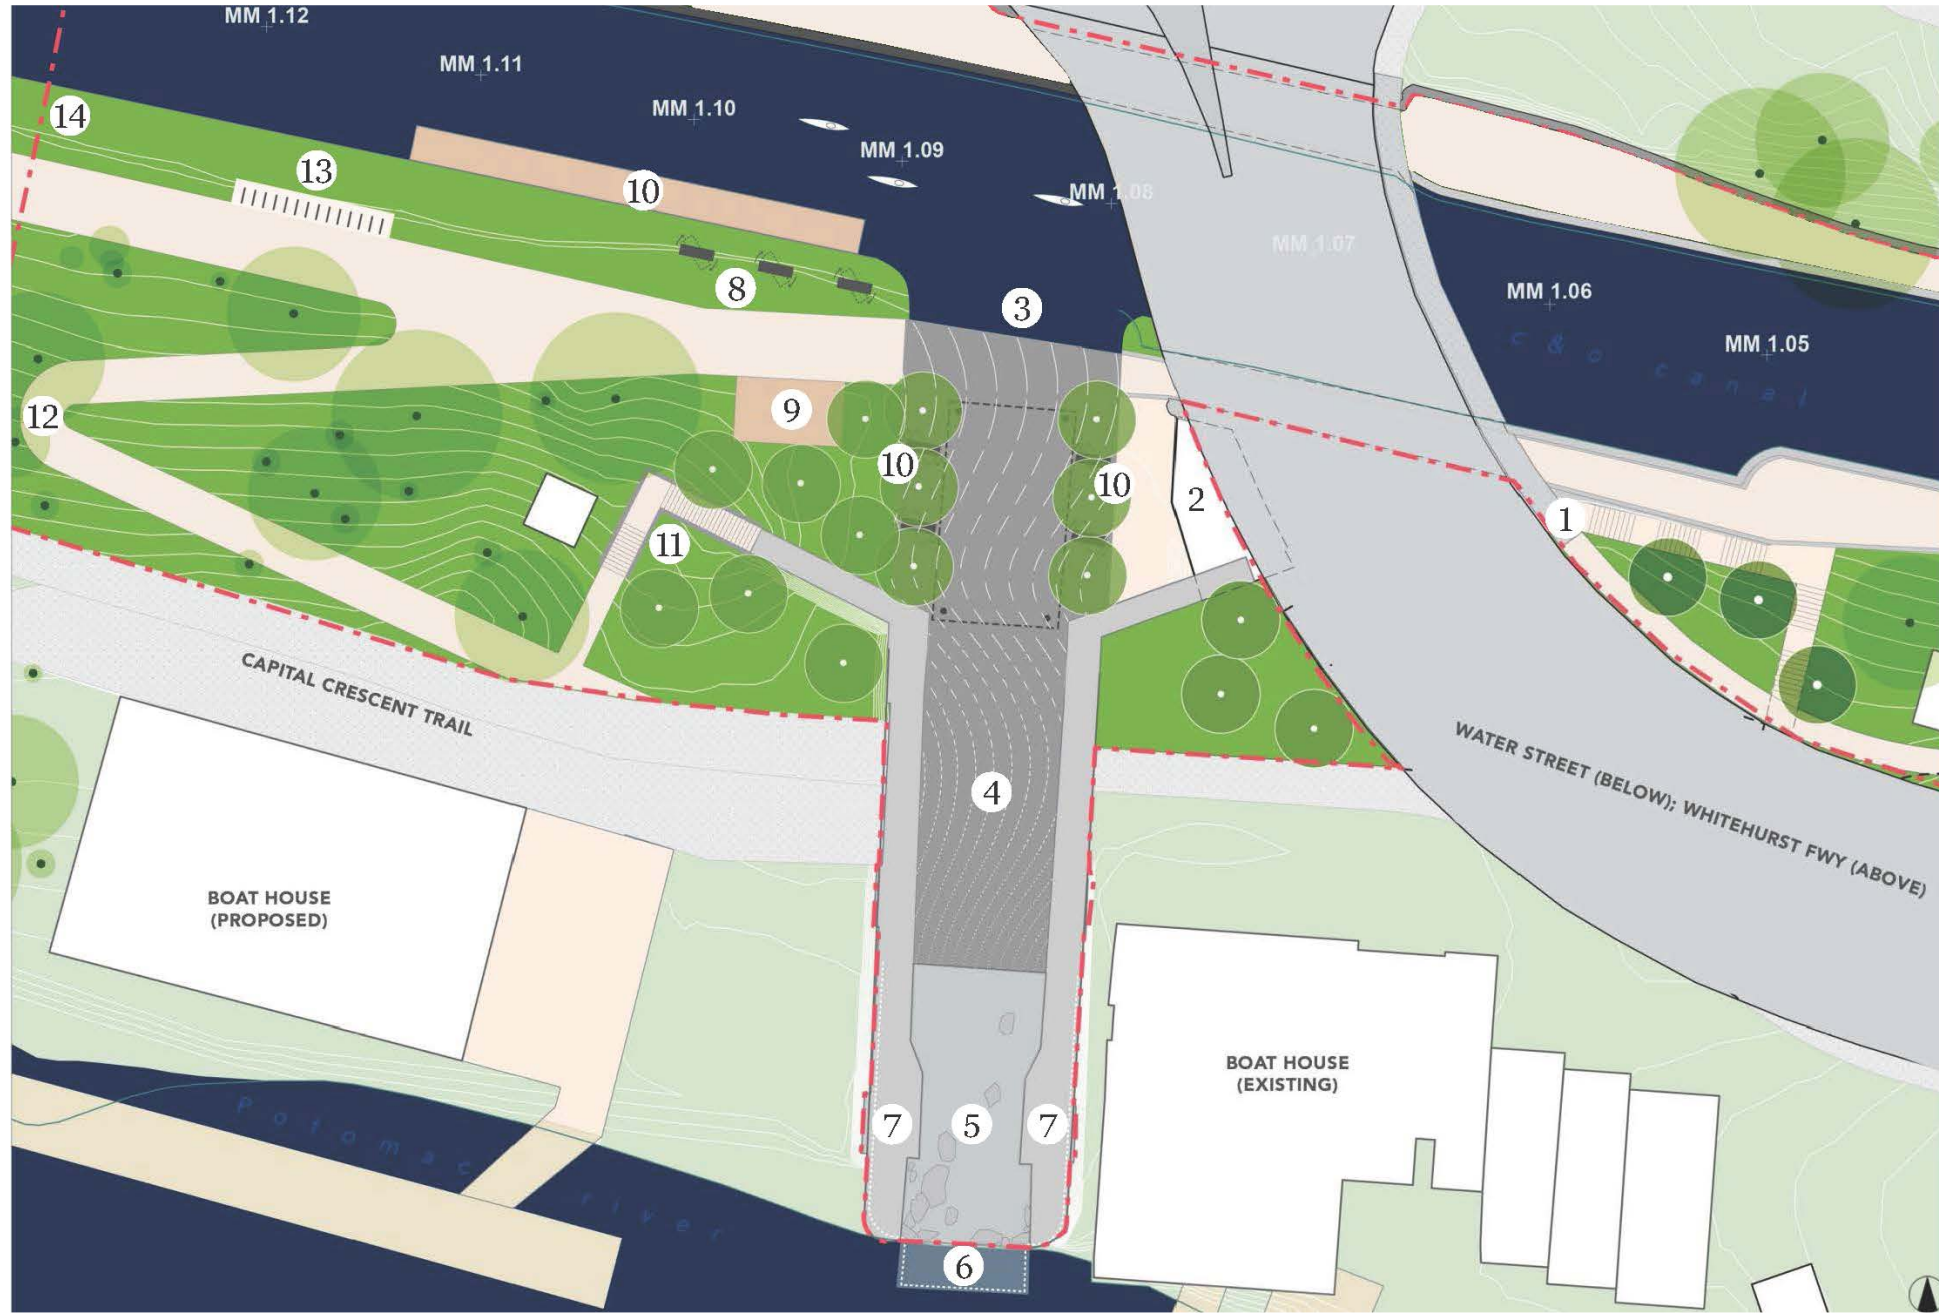 MM 1.12
MM 1.11
MM 1.10
MM 1.09
MM 1.08
MM 1.07
MM 1.06
MM 1.05
c & o canal
14
13
10
8
3
12
9
10
10
2
1
11
CAPITAL CRESCENT TRAIL
4
WATER STREET (BELOW); WHITEHURST FWY (ABOVE)
BOAT HOUSE
(PROPOSED)
BOAT HOUSE
(EXISTING)
Potomac river
7
5
7
6